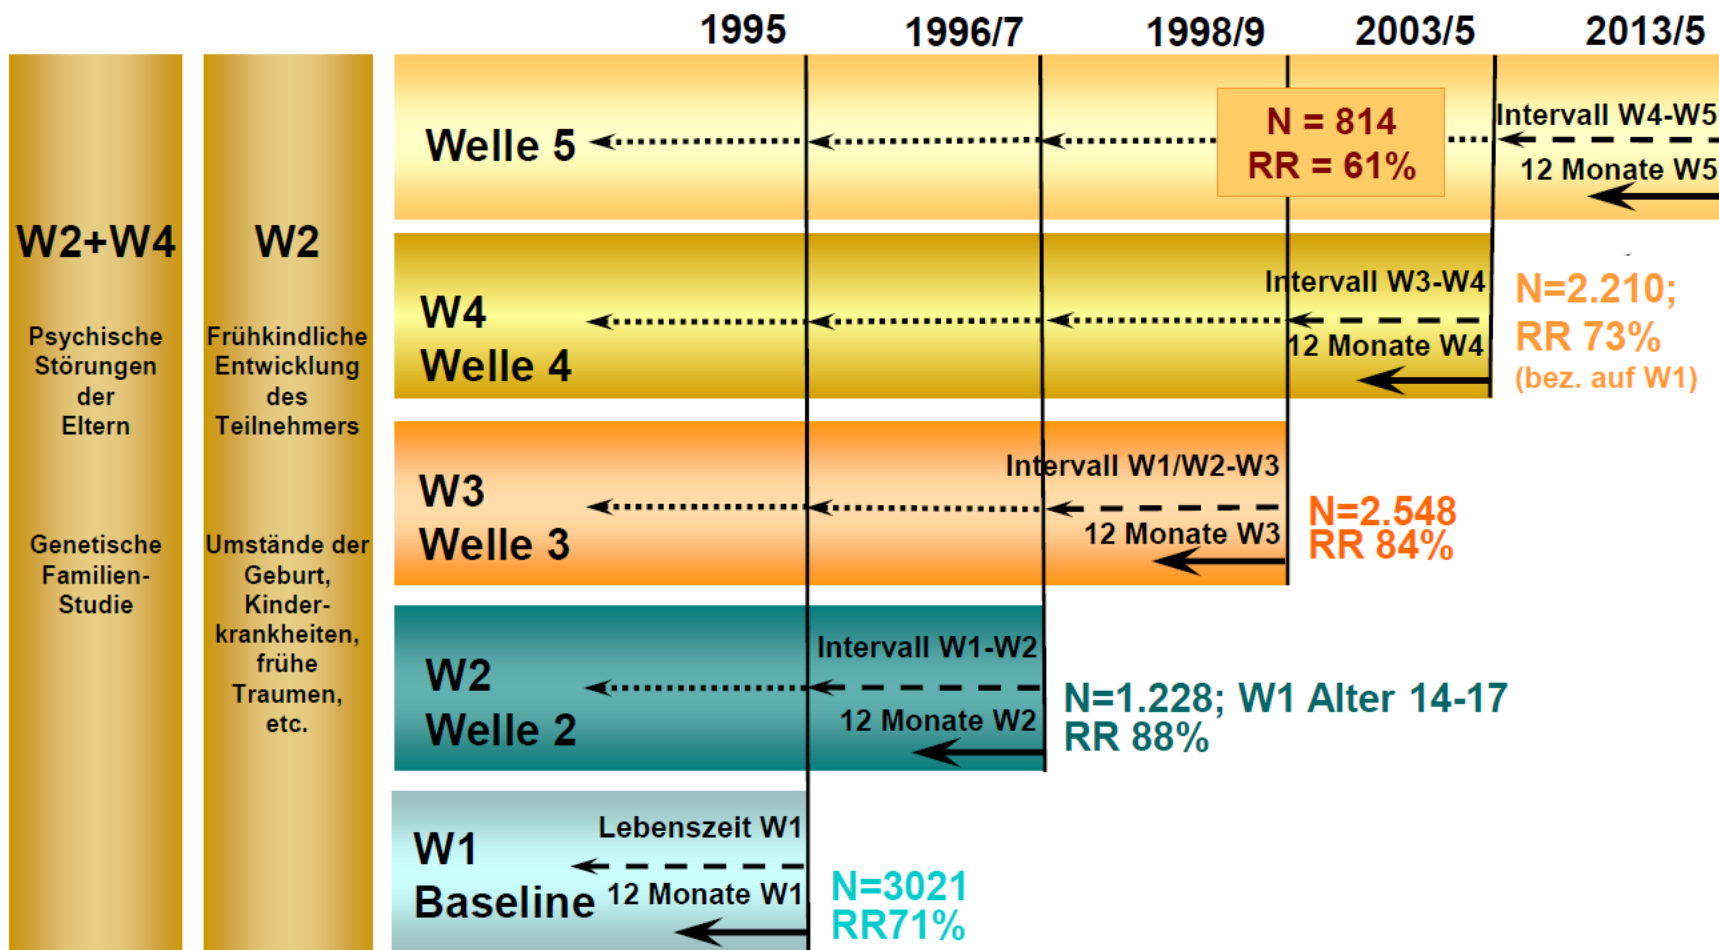 1995
1996/7
1998/9
2003/5
2013/5
W2+W4
Psychische
Störungen
der
Eltern
Genetische
Familien-
Studie
W2
Frühkindliche
Entwicklung
des
Teilnehmers
Umstände der
Geburt,
Kinder-
krankheiten,
frühe
Traumen,
etc.
Welle 5
N = 814
RR = 61%
Intervall W4-W5
12 Monate W5
W4
Welle 4
Intervall W3-W4
12 Monate W4
N=2.210;
RR 73%
(bez. auf W1)
W3
Welle 3
Intervall W1/W2-W3
12 Monate W3
N=2.548
RR 84%
W2
Welle 2
Intervall W1-W2
12 Monate W2
N=1.228; W1 Alter 14-17
RR 88%
W1
Baseline
Lebenszeit W1
12 Monate W1
N=3021
RR71%